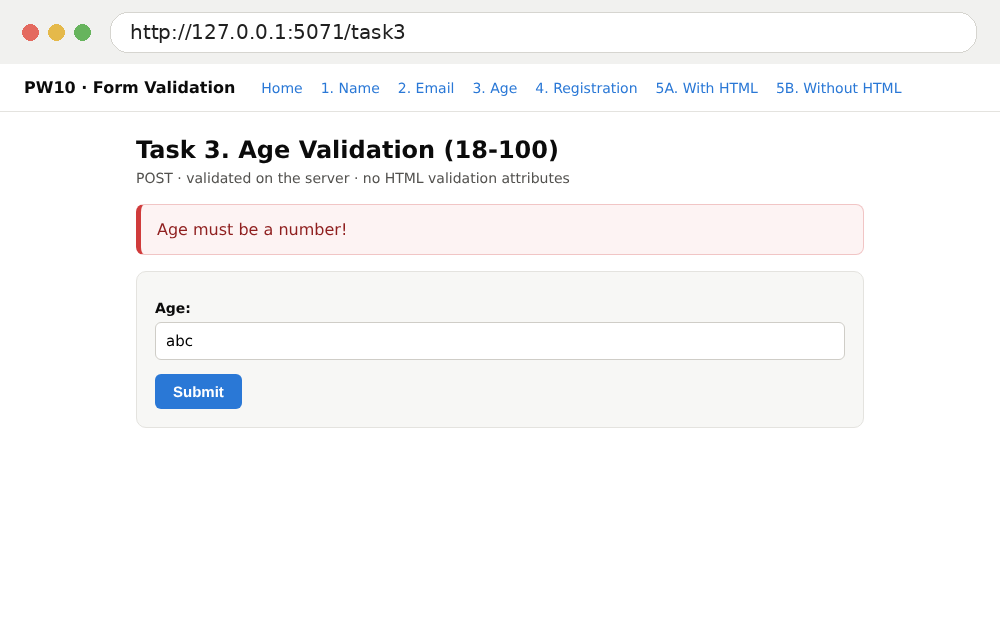 http://127.0.0.1:5071/task3
PW10 · Form Validation Home 1. Name 2. Email 3. Age 4. Registration 5A. With HTML 5B. Without HTML
Task 3. Age Validation (18-100)
POST · validated on the server · no HTML validation attributes
Age must be a number!
Age:
abc
Submit